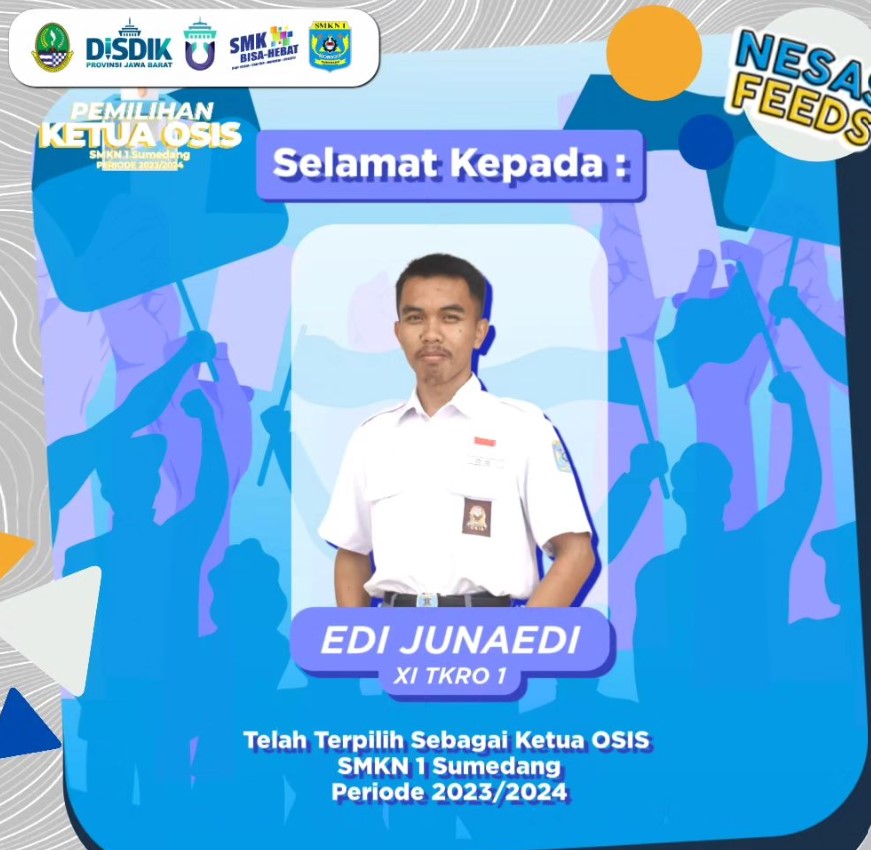 DISDIK
PROVINSI JAWA BARAT
SMK
BISA-HEBAT
SMKN 1
NESAS
FEEDS
PEMILIHAN
KETUA OSIS
SMKN 1 Sumedang
PERIODE 2023/2024
Selamat Kepada :
EDI JUNAEDI
XI TKRO 1
Telah Terpilih Sebagai Ketua OSIS
SMKN 1 Sumedang
Periode 2023/2024